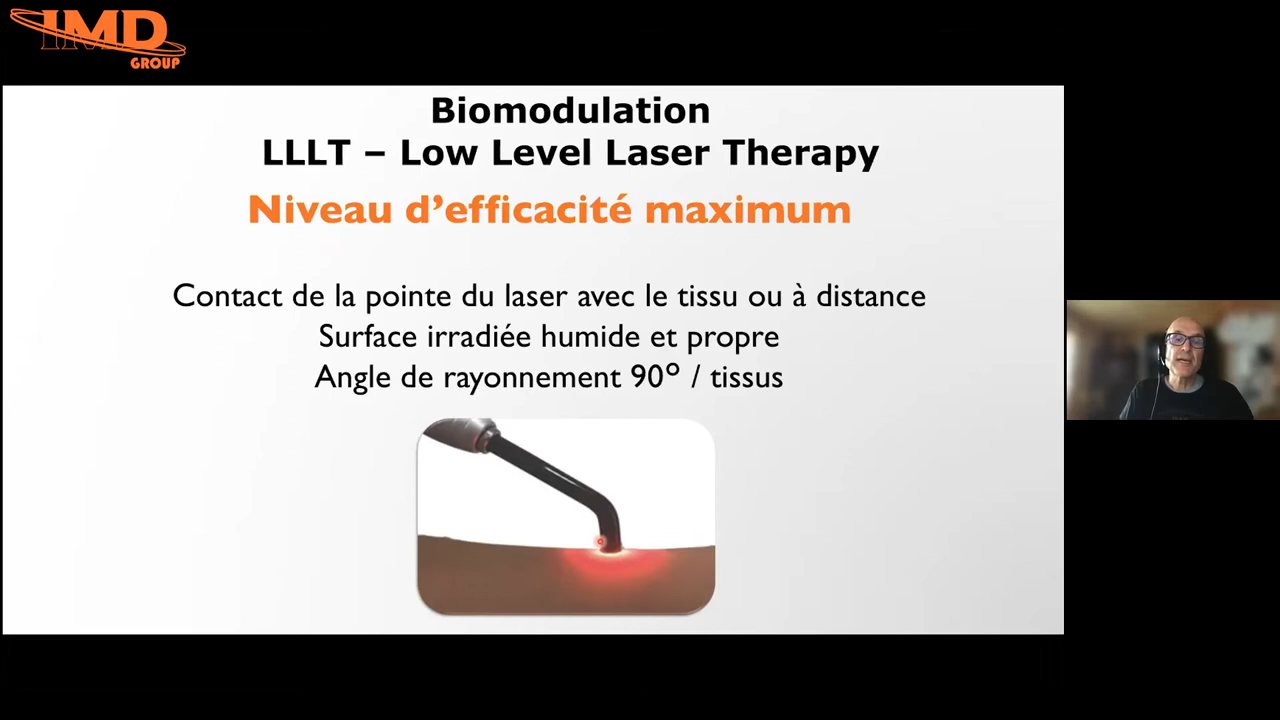 IMD
GROUP
Biomodulation
LLLT – Low Level Laser Therapy
Niveau d'efficacité maximum
Contact de la pointe du laser avec le tissu ou à distance
Surface irradiée humide et propre
Angle de rayonnement 90° / tissus